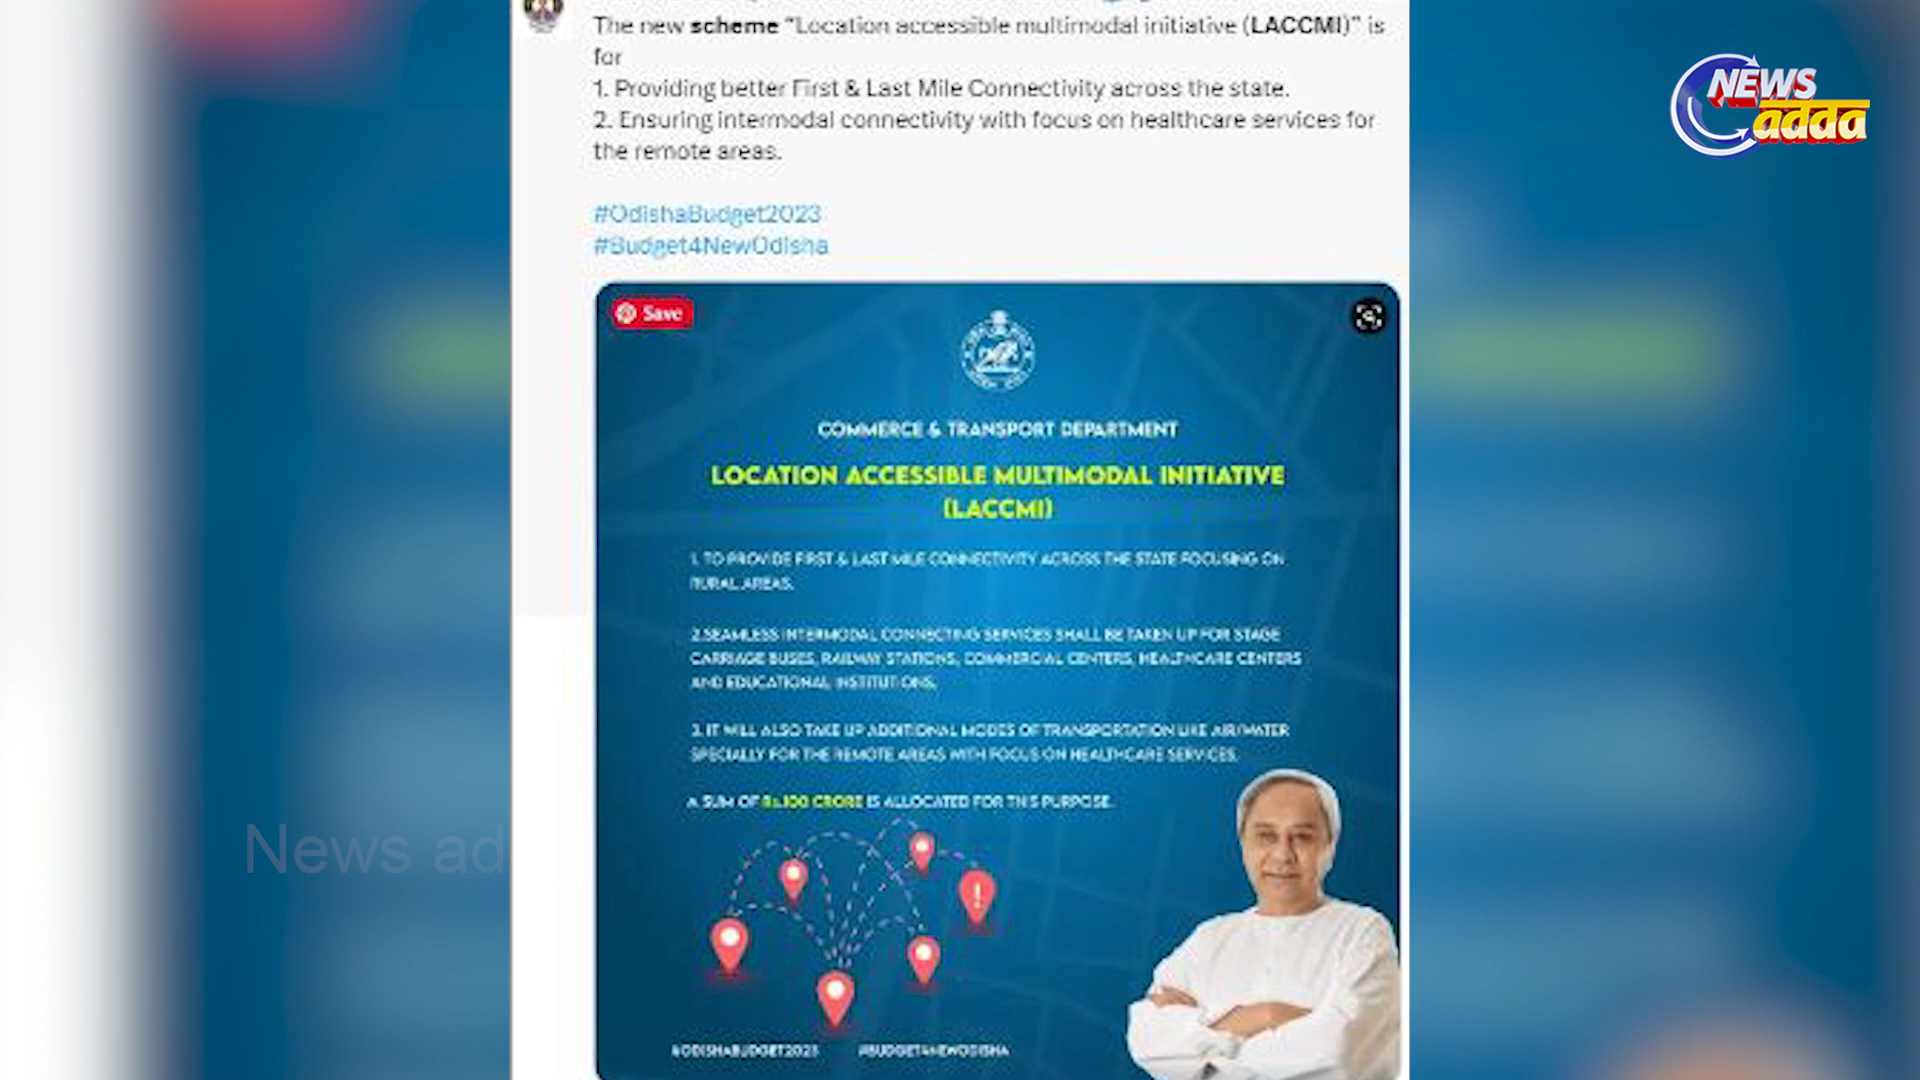 The new scheme “Location accessible multimodal initiative (LACCMI)” is
for
1. Providing better First & Last Mile Connectivity across the state.
2. Ensuring intermodal connectivity with focus on healthcare services for
the remote areas.
#OdishaBudget2023
#Budget4NewOdisha
NEWS
adda
Save
COMMERCE & TRANSPORT DEPARTMENT
LOCATION ACCESSIBLE MULTIMODAL INITIATIVE
(LACCMI)
1. TO PROVIDE FIRST & LAST MILE CONNECTIVITY ACROSS THE STATE FOCUSING ON
RURAL AREAS.
2.SEAMLESS INTERMODAL CONNECTING SERVICES SHALL BE TAKEN UP FOR STAGE
CARRIAGE BUSES, RAILWAY STATIONS, COMMERCIAL CENTERS, HEALTHCARE CENTERS
AND EDUCATIONAL INSTITUTIONS.
3. IT WILL ALSO TAKE UP ADDITIONAL MODES OF TRANSPORTATION LIKE AIR/WATER
SPECIALLY FOR THE REMOTE AREAS WITH FOCUS ON HEALTHCARE SERVICES.
A SUM OF Rs.100 CRORE IS ALLOCATED FOR THIS PURPOSE.
News ad
#ODISHABUDGET2023 #BUDGET4NEWODISHA